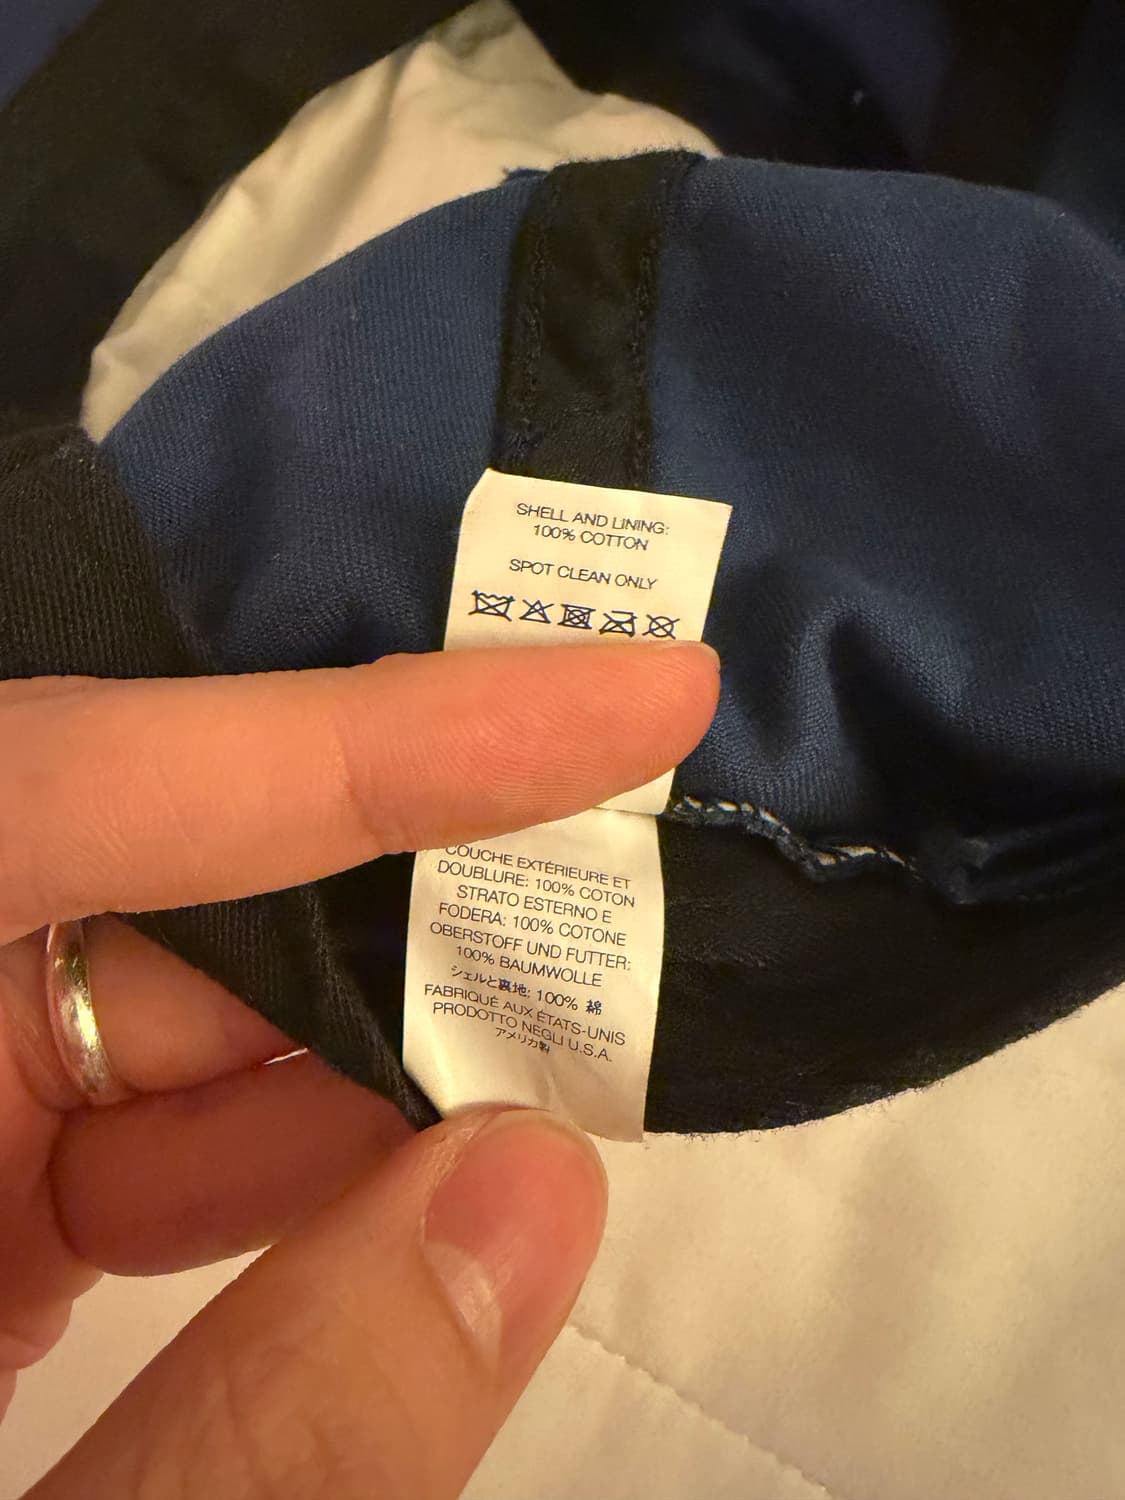 SHELL AND LINING:
100% COTTON
SPOT CLEAN ONLY
COUCHE EXTÉRIEURE ET
DOUBLURE: 100% COTON
STRATO ESTERNO E
FODERA: 100% COTONE
OBERSTOFF UND FUTTER:
100% BAUMWOLLE
シェルと裏地: 100% 綿
FABRIQUÉ AUX ÉTATS-UNIS
PRODOTTO NEGLI U.S.A.
アメリカ製